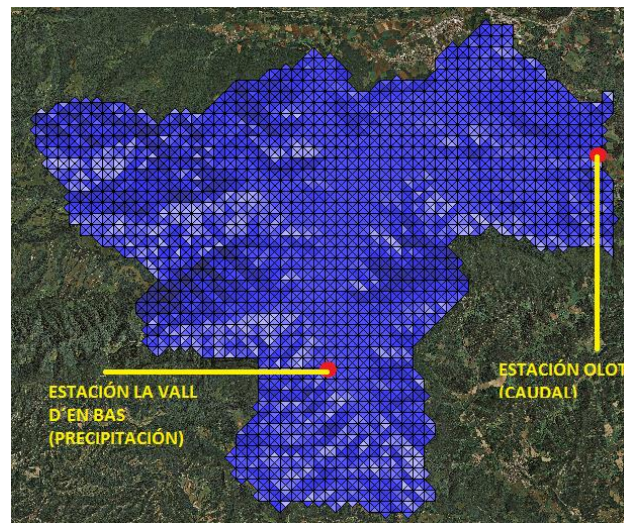 ESTACIÓN LA VALL
D´EN BAS
(PRECIPITACIÓN)
ESTACIÓN OLOT
(CAUDAL)